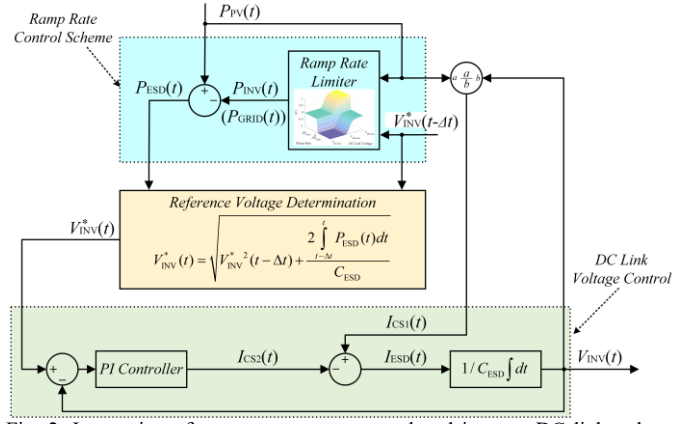 Ramp Rate
Control Scheme
P_PV(t)
Ramp Rate
Limiter
P_ESD(t)
P_INV(t)
(P_GRID(t))
+
−
a a/b b
V*_INV(t-Δt)
Reference Voltage Determination
V*_INV(t) = √(V*_INV²(t − Δt) + 2∫_{t−Δt}^{t} P_ESD(t)dt / C_ESD)
V*_INV(t)
DC Link
Voltage Control
I_CS1(t)
+
−
PI Controller
I_CS2(t)
+
−
I_ESD(t)
1/ C_ESD ∫ dt
V_INV(t)